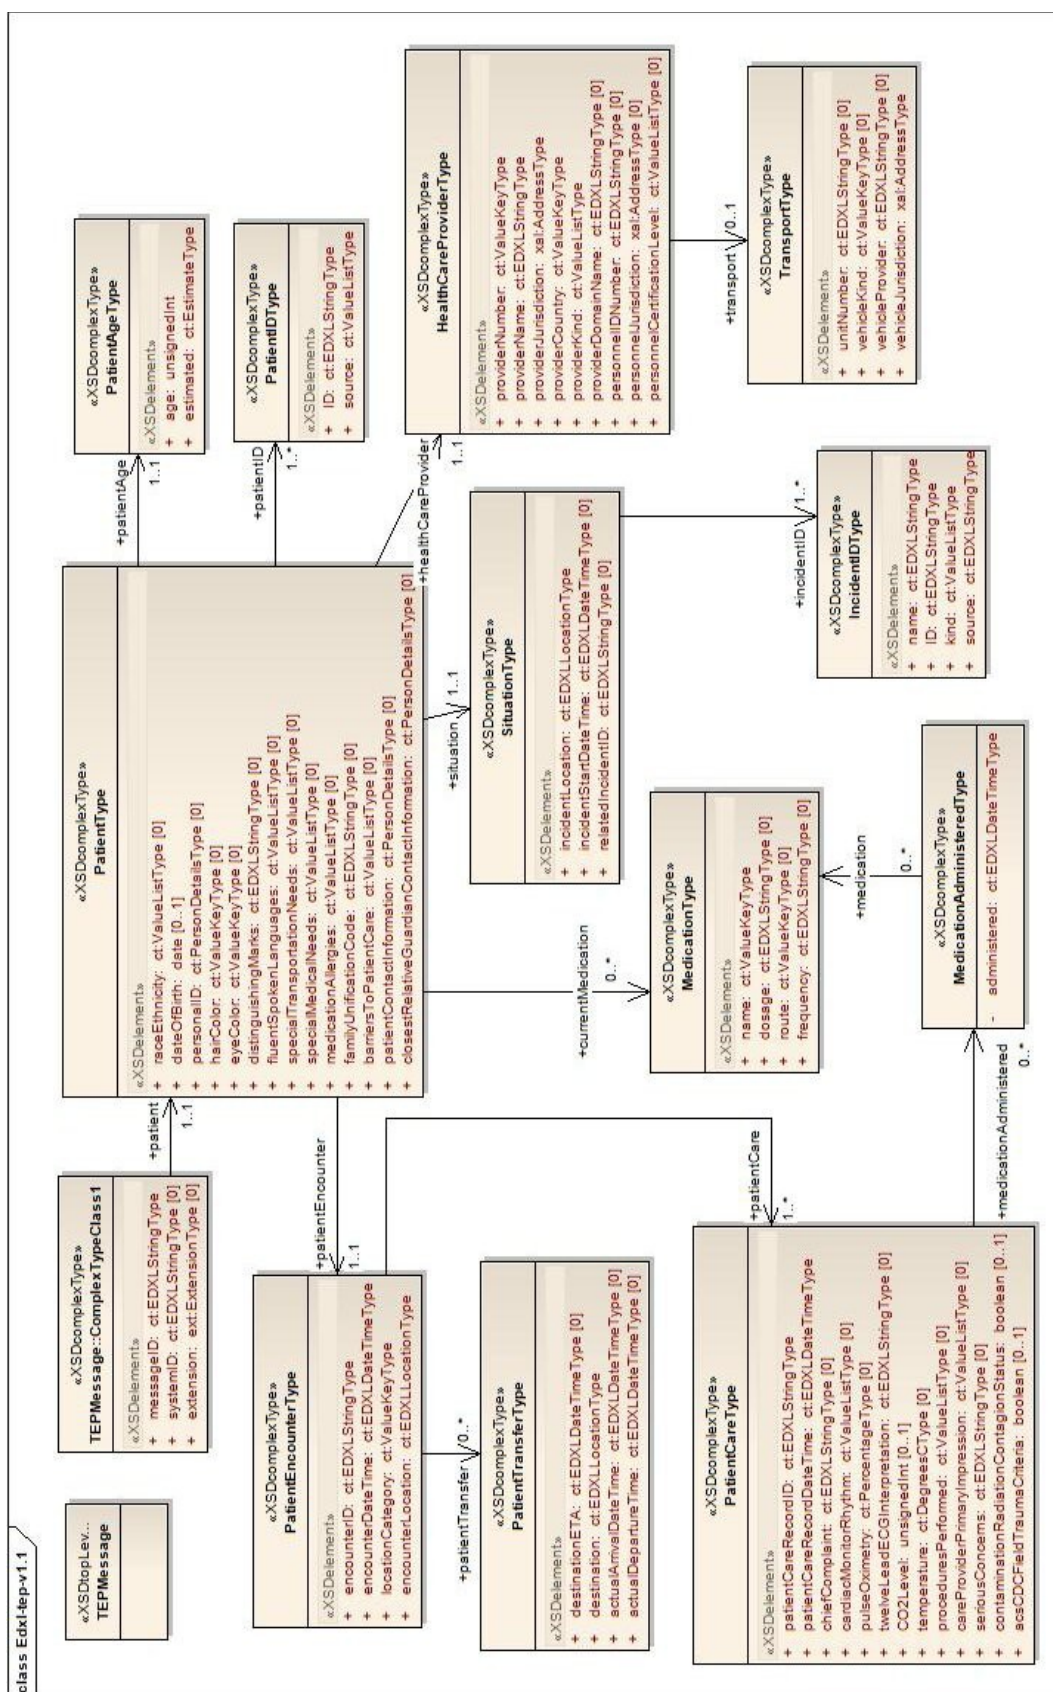 class Edxl-tep-v1.1
«XSDtopLev...
TEPMessage
«XSDcomplexType»
TEPMessage::ComplexTypeClass1
«XSDelement»
+ messageID: ct:EDXLStringType
+ systemID: ct:EDXLStringType [0]
+ extension: ext:ExtensionType [0]
+patient
1..1
«XSDcomplexType»
PatientType
«XSDelement»
+ raceEthnicity: ct:ValueListType [0]
+ dateOfBirth: date [0..1]
+ personalID: ct:PersonDetailsType [0]
+ hairColor: ct:ValueKeyType [0]
+ eyeColor: ct:ValueKeyType [0]
+ distinguishingMarks: ct:EDXLStringType [0]
+ fluentSpokenLanguages: ct:ValueListType [0]
+ specialTransportationNeeds: ct:ValueListType [0]
+ specialMedicalNeeds: ct:ValueListType [0]
+ medicationAllergies: ct:ValueListType [0]
+ familyUnificationCode: ct:EDXLStringType [0]
+ barriersToPatientCare: ct:ValueListType [0]
+ patientContactInformation: ct:PersonDetailsType [0]
+ closestRelativeGuardianContactInformation: ct:PersonDetailsType [0]
+patientAge
1..1
«XSDcomplexType»
PatientAgeType
«XSDelement»
+ age: unsignedInt
+ estimated: ct:EstimateType
+patientID
1..*
«XSDcomplexType»
PatientIDType
«XSDelement»
+ ID: ct:EDXLStringType
+ source: ct:ValueListType
+healthCareProvider
1..1
«XSDcomplexType»
HealthCareProviderType
«XSDelement»
+ providerNumber: ct:ValueKeyType
+ providerName: ct:EDXLStringType
+ providerJurisdiction: xal:AddressType
+ providerCountry: ct:ValueKeyType
+ providerKind: ct:ValueListType
+ providerDomainName: ct:EDXLStringType [0]
+ personnelIDNumber: ct:EDXLStringType [0]
+ personnelJurisdiction: xal:AddressType [0]
+ personnelCertificationLevel: ct:ValueListType [0]
+patientEncounter
1..1
«XSDcomplexType»
PatientEncounterType
«XSDelement»
+ encounterID: ct:EDXLStringType
+ encounterDateTime: ct:EDXLDateTimeType
+ locationCategory: ct:ValueKeyType
+ encounterLocation: ct:EDXLLocationType
+situation
1..1
«XSDcomplexType»
SituationType
«XSDelement»
+ incidentLocation: ct:EDXLLocationType
+ incidentStartDateTime: ct:EDXLDateTimeType [0]
+ relatedIncidentID: ct:EDXLStringType [0]
+patientTransfer
0..*
«XSDcomplexType»
PatientTransferType
«XSDelement»
+ destinationETA: ct:EDXLDateTimeType [0]
+ destination: ct:EDXLLocationType
+ actualArrivalDateTime: ct:EDXLDateTimeType [0]
+ actualDepartureTime: ct:EDXLDateTimeType [0]
+currentMedication
0..*
«XSDcomplexType»
MedicationType
«XSDelement»
+ name: ct:ValueKeyType
+ dosage: ct:EDXLStringType [0]
+ route: ct:ValueKeyType [0]
+ frequency: ct:EDXLStringType [0]
+transport
0..1
«XSDcomplexType»
TransportType
«XSDelement»
+ unitNumber: ct:EDXLStringType [0]
+ vehicleKind: ct:ValueKeyType [0]
+ vehicleProvider: ct:EDXLStringType [0]
+ vehicleJurisdiction: xal:AddressType
+incidentID
1..*
«XSDcomplexType»
IncidentIDType
«XSDelement»
+ name: ct:EDXLStringType
+ ID: ct:EDXLStringType
+ kind: ct:ValueListType
+ source: ct:EDXLStringType
+patientCare
1..*
«XSDcomplexType»
PatientCareType
«XSDelement»
+ patientCareRecordID: ct:EDXLStringType
+ patientCareRecordDateTime: ct:EDXLDateTimeType
+ chiefComplaint: ct:EDXLStringType [0]
+ cardiacMonitorRhythm: ct:ValueListType [0]
+ pulseOximetry: ct:PercentageType [0]
+ twelveLeadECGInterpretation: ct:EDXLStringType [0]
+ CO2Level: unsignedInt [0..1]
+ temperature: ct:DegreesCType [0]
+ proceduresPerformed: ct:ValueListType [0]
+ careProviderPrimaryImpression: ct:ValueListType [0]
+ seriousConcerns: ct:EDXLStringType [0]
+ contaminationRadiationContagionStatus: boolean [0..1]
+ acsCDCFieldTraumaCriteria: boolean [0..1]
+medication
0..*
+medicationAdministered
0..*
«XSDcomplexType»
MedicationAdministeredType
- administered: ct:EDXLDateTimeType